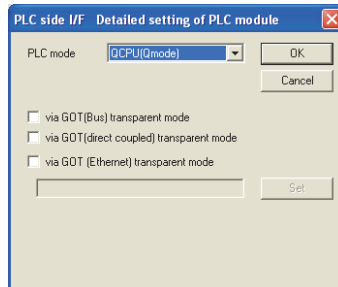 PLC side I/F   Detailed setting of PLC module
PLC mode
QCPU(Qmode)
OK
Cancel
via GOT(Bus) transparent mode
via GOT(direct coupled) transparent mode
via GOT (Ethernet) transparent mode
Set